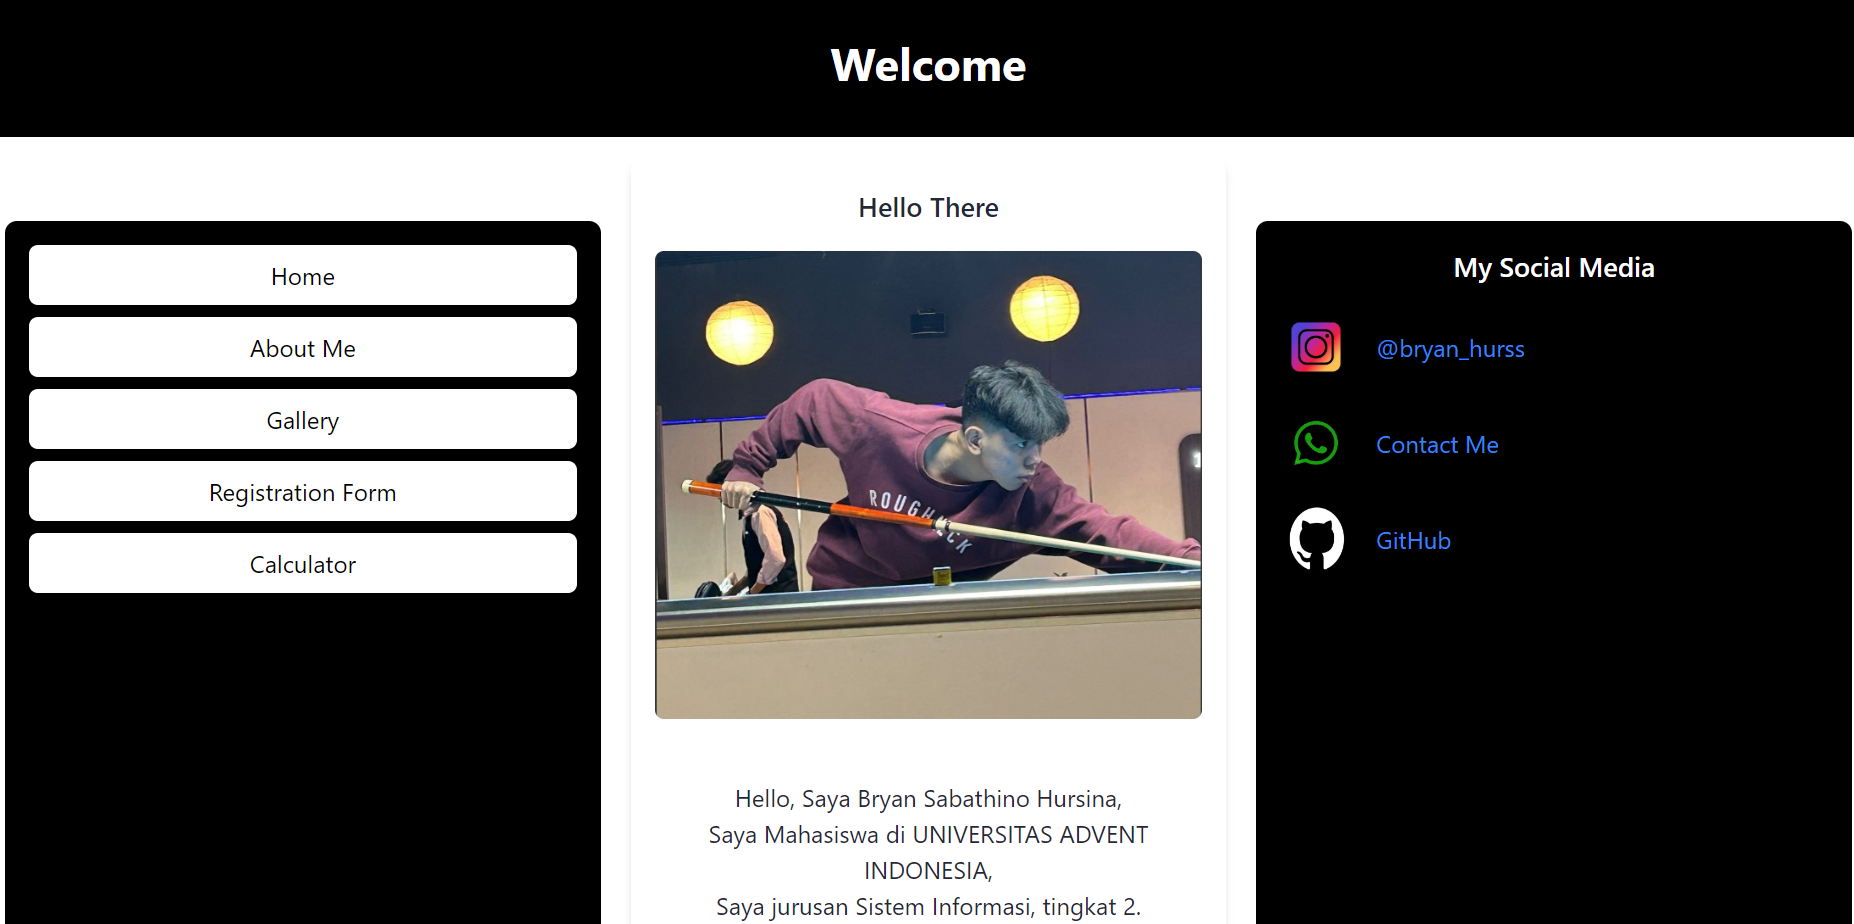 Welcome
Home
About Me
Gallery
Registration Form
Calculator
Hello There
ROUGHNECK
Hello, Saya Bryan Sabathino Hursina,
Saya Mahasiswa di UNIVERSITAS ADVENT
INDONESIA,
Saya jurusan Sistem Informasi, tingkat 2.
My Social Media
@bryan_hurss
Contact Me
GitHub